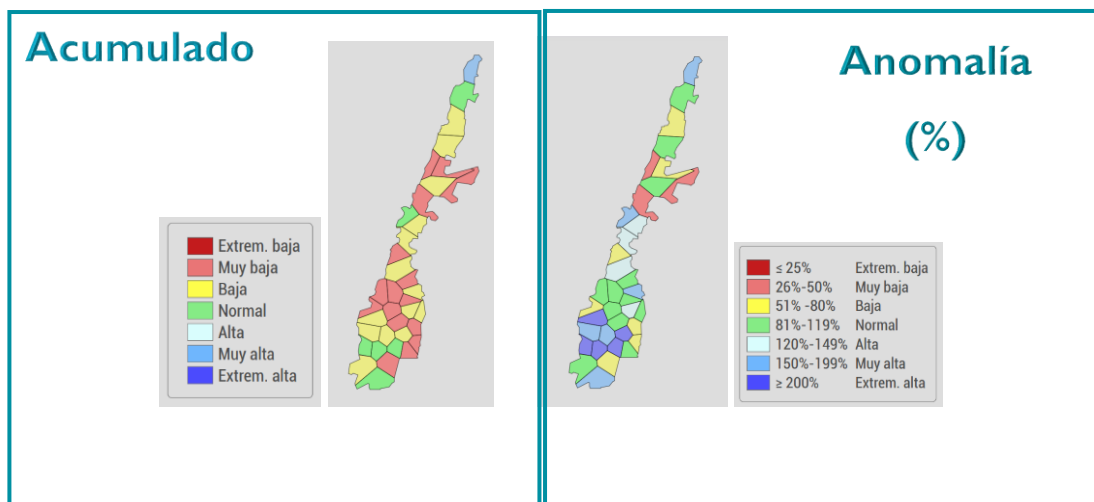 Acumulado
Extrem. baja
Muy baja
Baja
Normal
Alta
Muy alta
Extrem. alta
Anomalía
(%)
≤ 25% Extrem. baja
26%-50% Muy baja
51% -80% Baja
81%-119% Normal
120%-149% Alta
150%-199% Muy alta
≥ 200% Extrem. alta